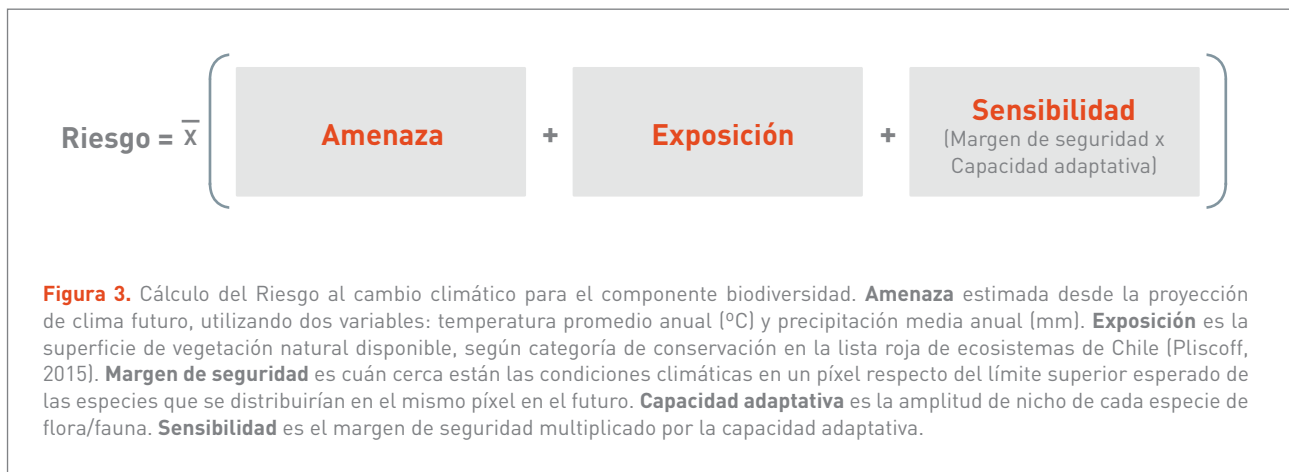 Riesgo = x̅ ( Amenaza + Exposición + Sensibilidad
(Margen de seguridad x
Capacidad adaptativa) )
Figura 3. Cálculo del Riesgo al cambio climático para el componente biodiversidad. Amenaza estimada desde la proyección
de clima futuro, utilizando dos variables: temperatura promedio anual (ºC) y precipitación media anual (mm). Exposición es la
superficie de vegetación natural disponible, según categoría de conservación en la lista roja de ecosistemas de Chile (Pliscoff,
2015). Margen de seguridad es cuán cerca están las condiciones climáticas en un píxel respecto del límite superior esperado de
las especies que se distribuirían en el mismo píxel en el futuro. Capacidad adaptativa es la amplitud de nicho de cada especie de
flora/fauna. Sensibilidad es el margen de seguridad multiplicado por la capacidad adaptativa.